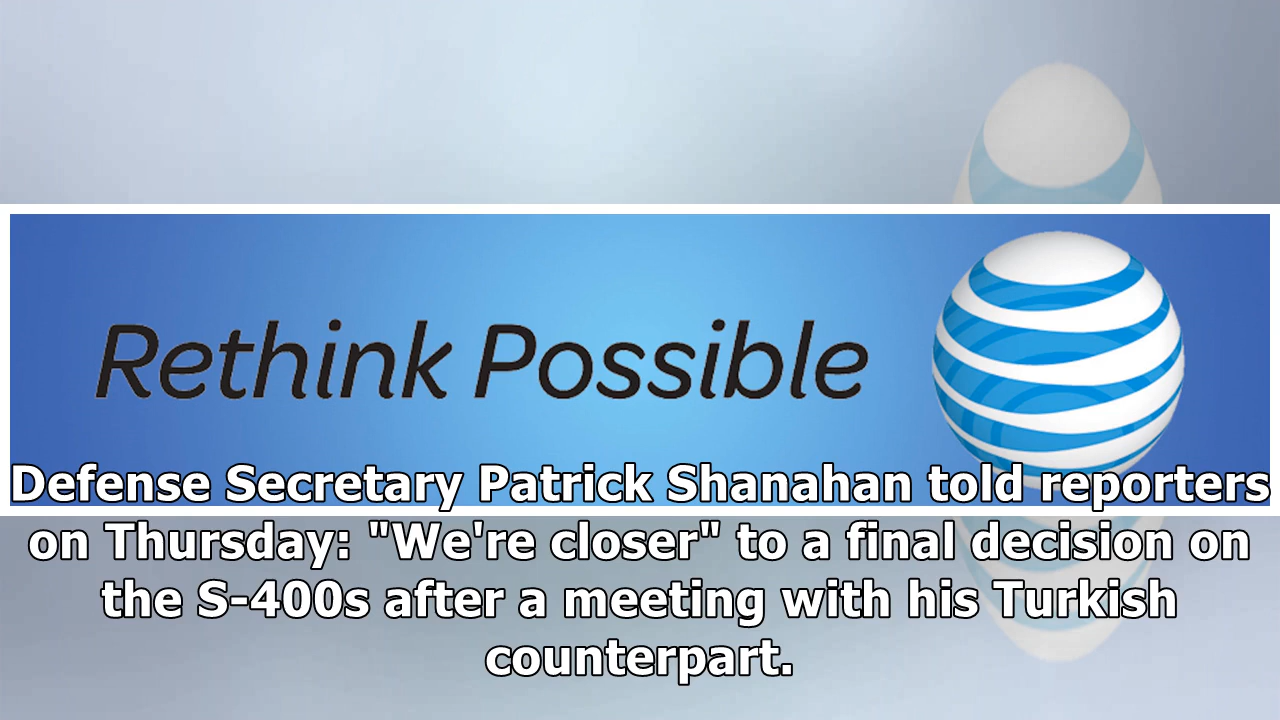 Rethink Possible
Defense Secretary Patrick Shanahan told reporters
on Thursday: "We're closer" to a final decision on
the S-400s after a meeting with his Turkish
counterpart.